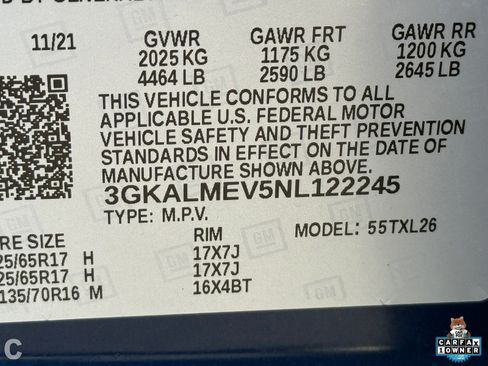 11/21 GVWR GAWR FRT GAWR RR
2025 KG 1175 KG 1200 KG
4464 LB 2590 LB 2645 LB
THIS VEHICLE CONFORMS TO ALL
APPLICABLE U.S. FEDERAL MOTOR
VEHICLE SAFETY AND THEFT PREVENTION
STANDARDS IN EFFECT ON THE DATE OF
MANUFACTURE SHOWN ABOVE.
3GKALMEV5NL122245
TYPE: M.P.V. MODEL: 55TXL26
RE SIZE RIM
25/65R17 H 17X7J
25/65R17 H 17X7J
135/70R16 M 16X4BT
GM
C
CARFAX
1 OWNER